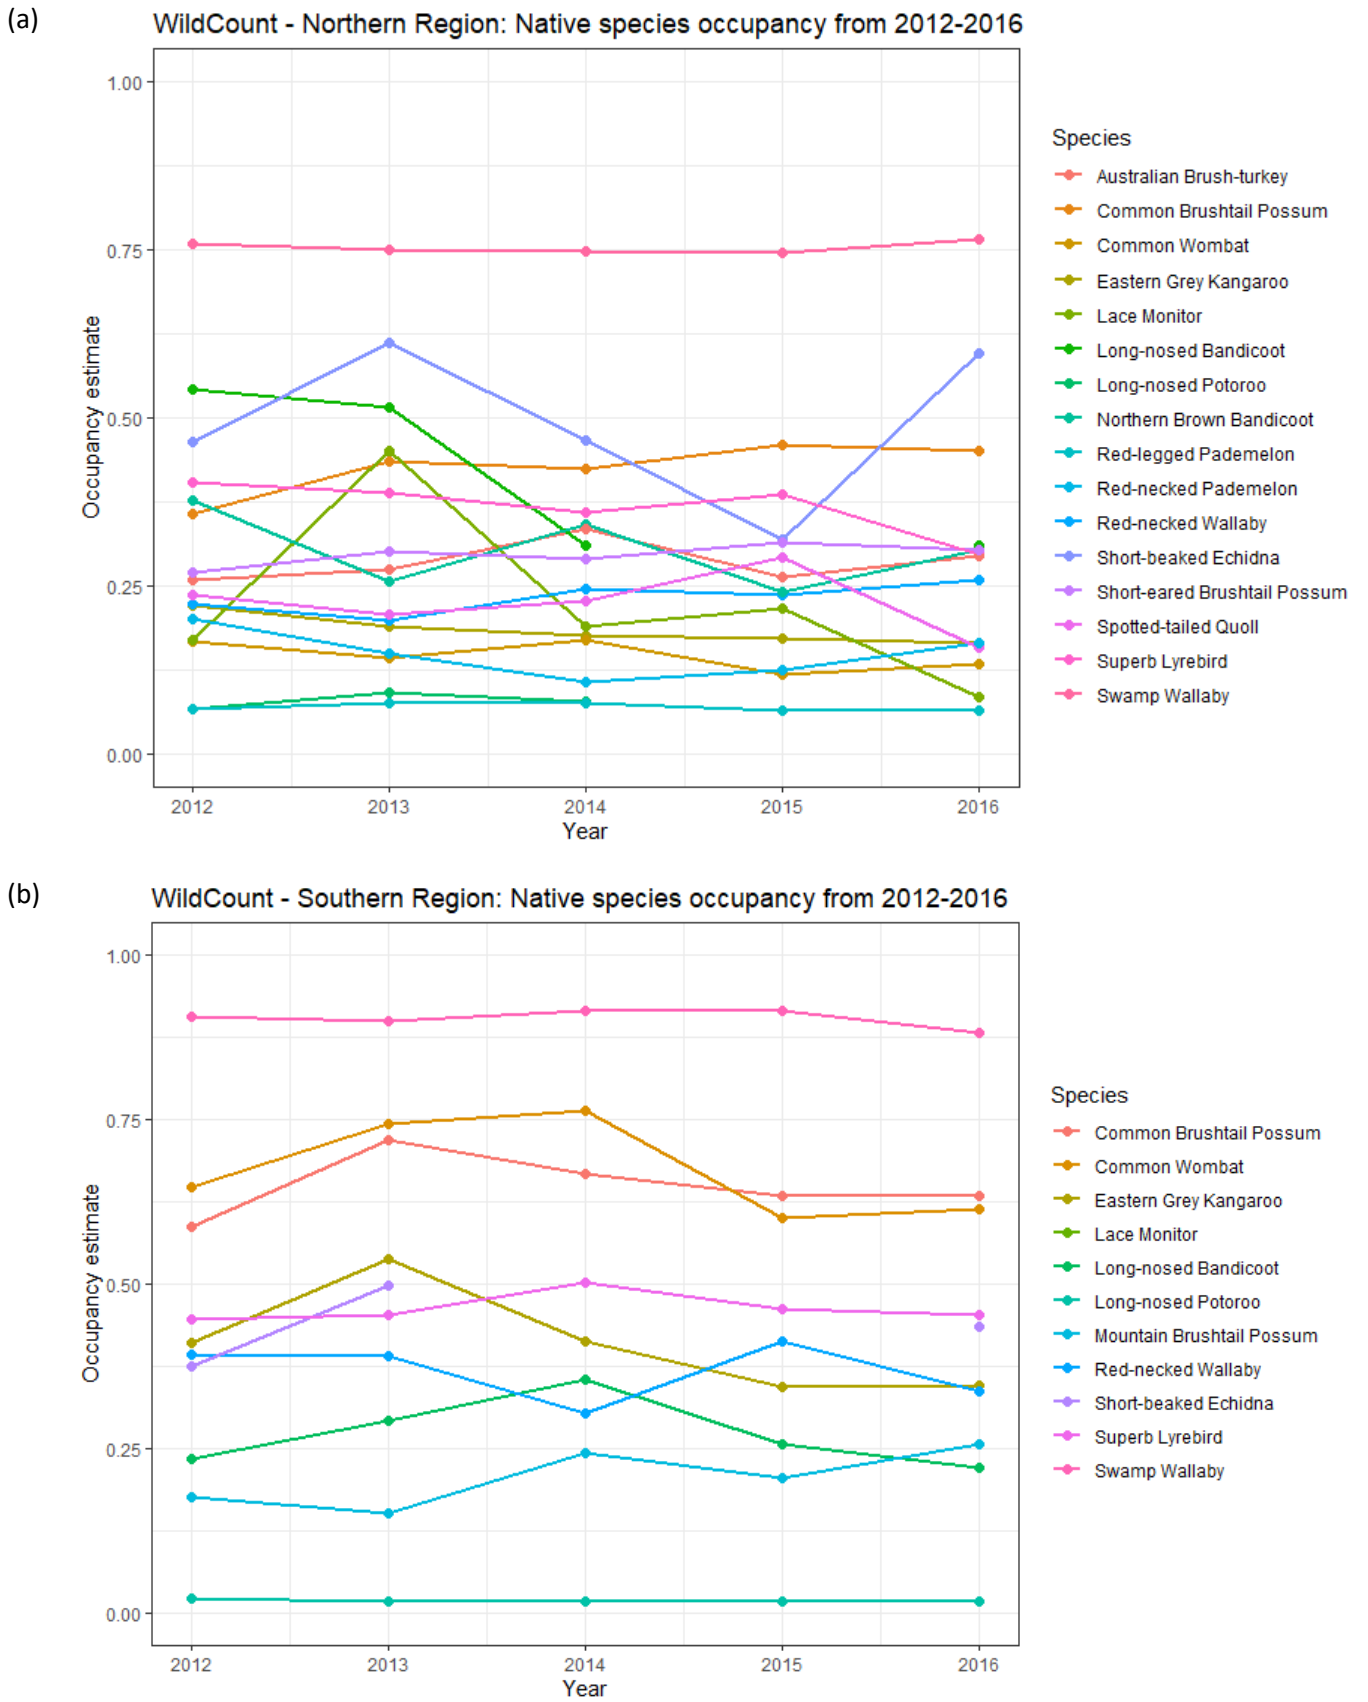 (a)
WildCount - Northern Region: Native species occupancy from 2012-2016
1.00
0.75
0.50
0.25
0.00
Occupancy estimate
2012 2013 2014 2015 2016
Year
Species
Australian Brush-turkey
Common Brushtail Possum
Common Wombat
Eastern Grey Kangaroo
Lace Monitor
Long-nosed Bandicoot
Long-nosed Potoroo
Northern Brown Bandicoot
Red-legged Pademelon
Red-necked Pademelon
Red-necked Wallaby
Short-beaked Echidna
Short-eared Brushtail Possum
Spotted-tailed Quoll
Superb Lyrebird
Swamp Wallaby
(b)
WildCount - Southern Region: Native species occupancy from 2012-2016
1.00
0.75
0.50
0.25
0.00
Occupancy estimate
2012 2013 2014 2015 2016
Year
Species
Common Brushtail Possum
Common Wombat
Eastern Grey Kangaroo
Lace Monitor
Long-nosed Bandicoot
Long-nosed Potoroo
Mountain Brushtail Possum
Red-necked Wallaby
Short-beaked Echidna
Superb Lyrebird
Swamp Wallaby